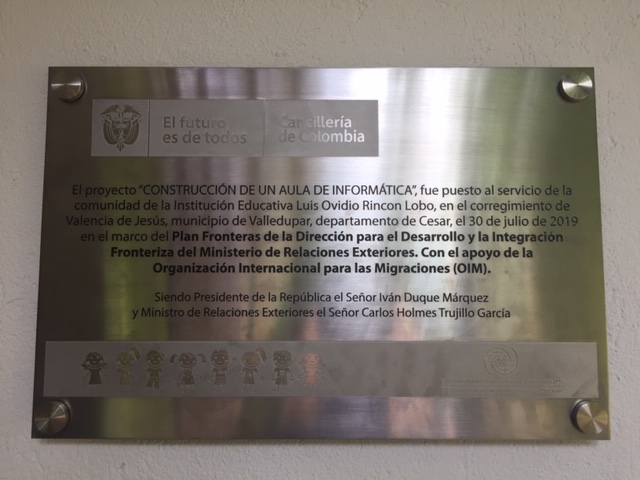 El futuro
es de todos
Cancillería
de Colombia
El proyecto "CONSTRUCCIÓN DE UN AULA DE INFORMÁTICA", fue puesto al servicio de la
comunidad de la Institución Educativa Luis Ovidio Rincon Lobo, en el corregimiento de
Valencia de Jesús, municipio de Valledupar, departamento de Cesar, el 30 de julio de 2019
en el marco del Plan Fronteras de la Dirección para el Desarrollo y la Integración
Fronteriza del Ministerio de Relaciones Exteriores. Con el apoyo de la
Organización Internacional para las Migraciones (OIM).
Siendo Presidente de la República el Señor Iván Duque Márquez
y Ministro de Relaciones Exteriores el Señor Carlos Holmes Trujillo García